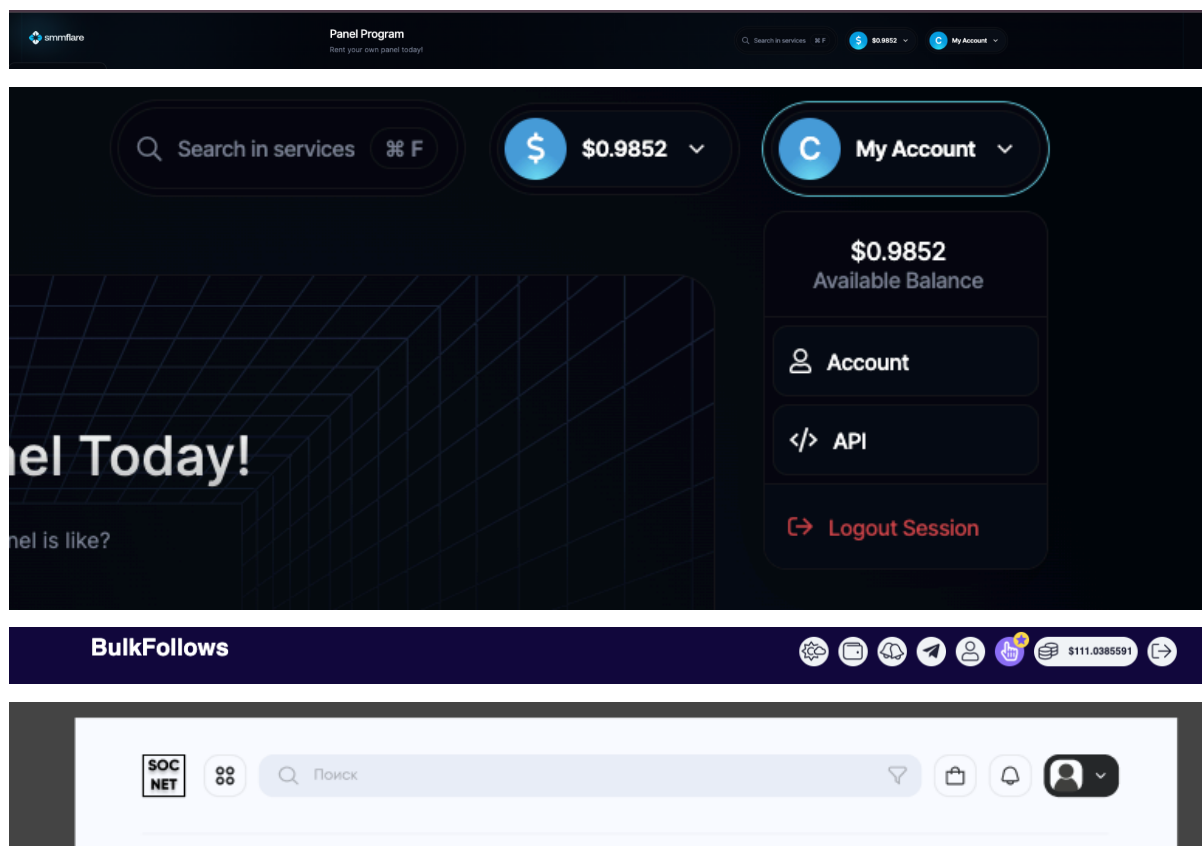 smmflare
Panel Program
Rent your own panel today!
Search in services ⌘ F
$ $0.9852
C My Account
Search in services ⌘ F
$ $0.9852
C My Account
$0.9852
Available Balance
Account
</> API
Logout Session
nel Today!
nel is like?
BulkFollows
$111.0385591
SOC
NET
Поиск